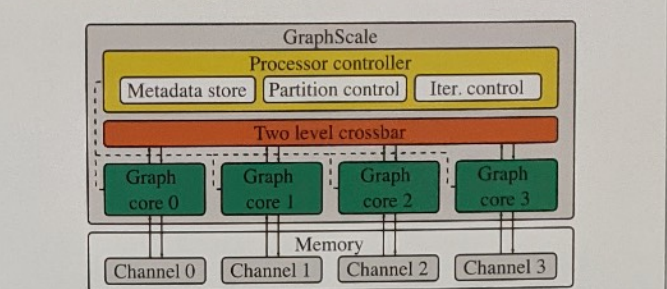 GraphScale
Processor controller
Metadata store Partition control Iter. control
Two level crossbar
Graph core 0
Graph core 1
Graph core 2
Graph core 3
Memory
Channel 0 Channel 1 Channel 2 Channel 3